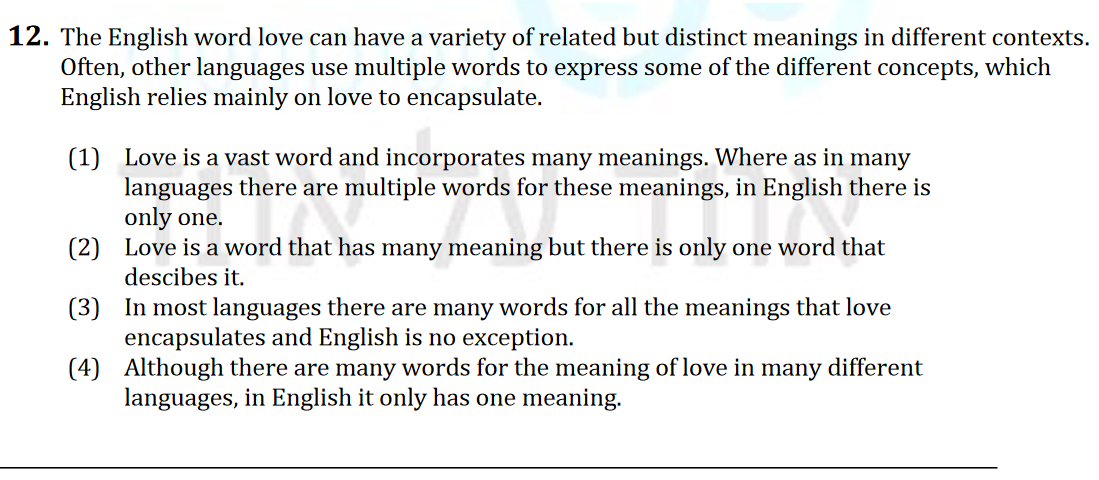 12. The English word love can have a variety of related but distinct meanings in different contexts.
Often, other languages use multiple words to express some of the different concepts, which
English relies mainly on love to encapsulate.
(1) Love is a vast word and incorporates many meanings. Where as in many
languages there are multiple words for these meanings, in English there is
only one.
(2) Love is a word that has many meaning but there is only one word that
descibes it.
(3) In most languages there are many words for all the meanings that love
encapsulates and English is no exception.
(4) Although there are many words for the meaning of love in many different
languages, in English it only has one meaning.
אחד על אחד